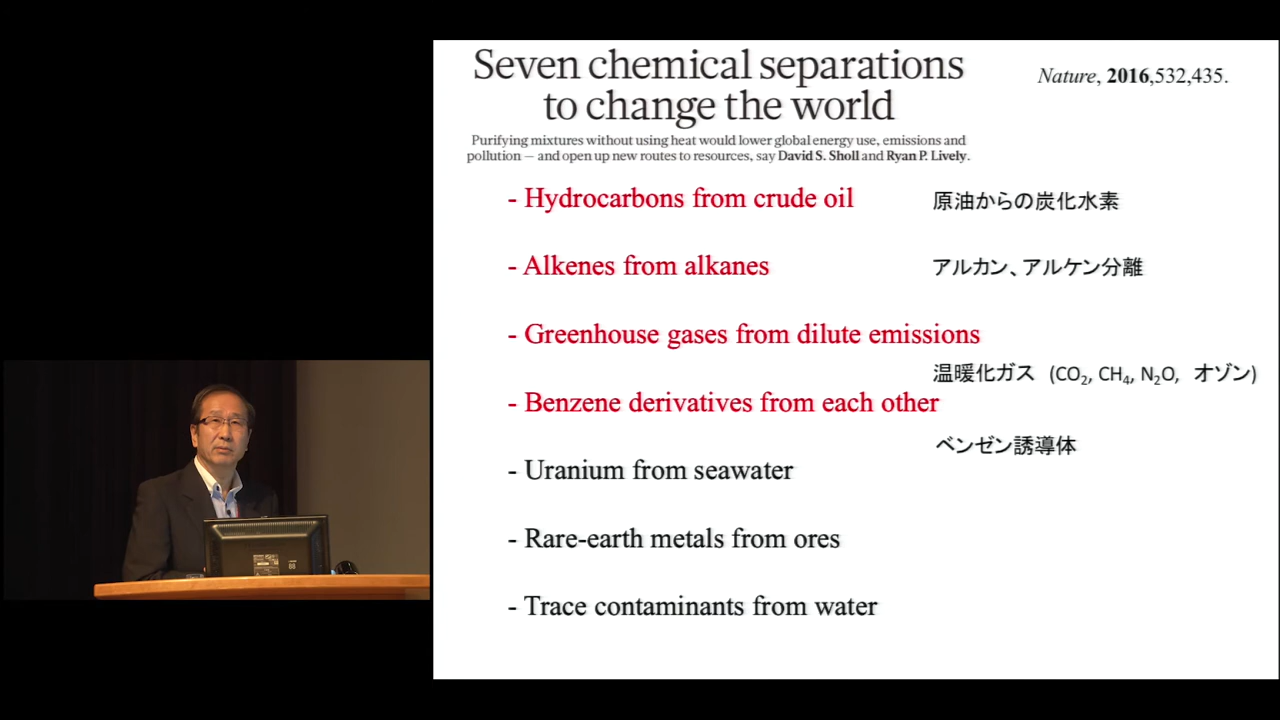 Seven chemical separations
to change the world
Nature, 2016,532,435.
Purifying mixtures without using heat would lower global energy use, emissions and
pollution — and open up new routes to resources, say David S. Sholl and Ryan P. Lively.
- Hydrocarbons from crude oil
原油からの炭化水素
- Alkenes from alkanes
アルカン、アルケン分離
- Greenhouse gases from dilute emissions
温暖化ガス (CO₂, CH₄, N₂O, オゾン)
- Benzene derivatives from each other
ベンゼン誘導体
- Uranium from seawater
- Rare-earth metals from ores
- Trace contaminants from water